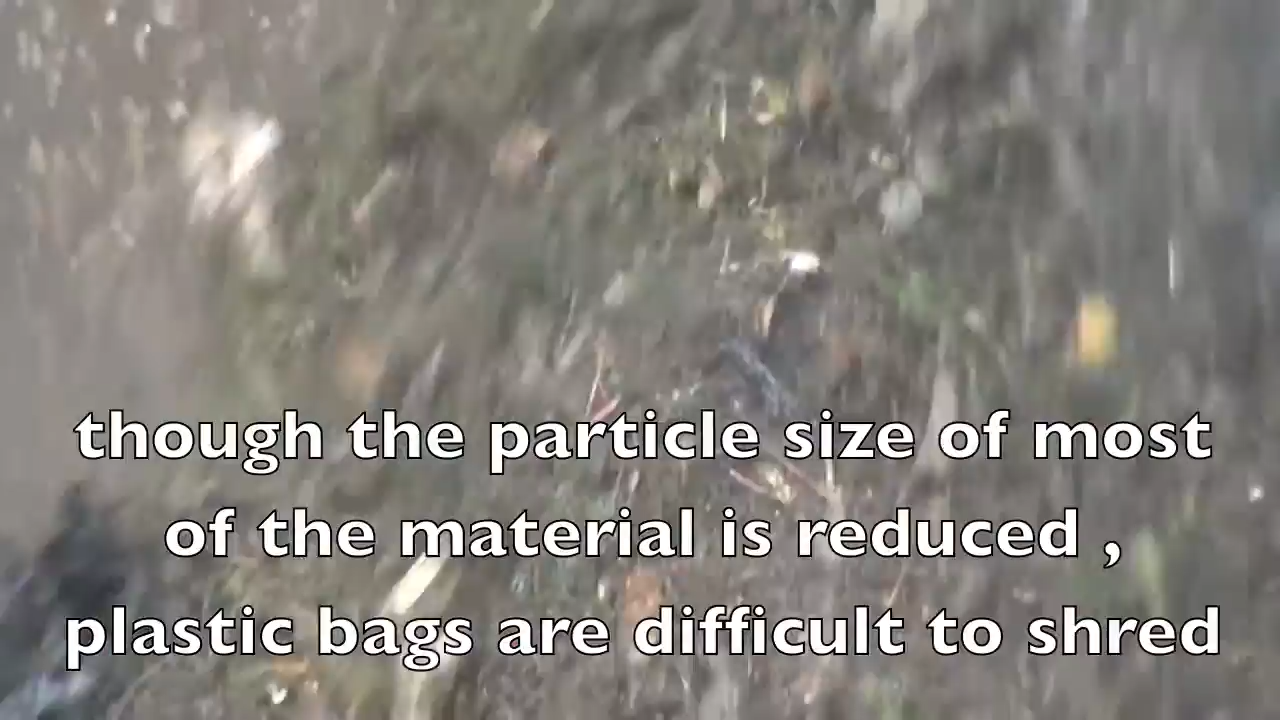 though the particle size of most
of the material is reduced ,
plastic bags are difficult to shred